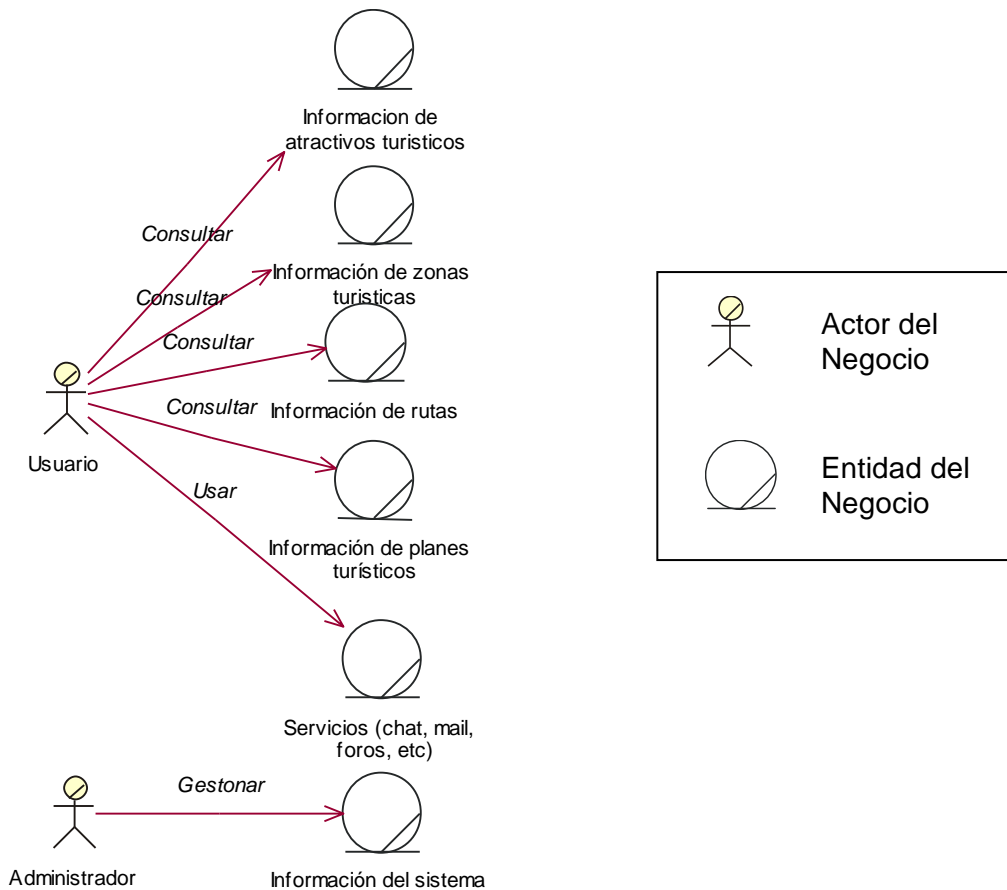 Informacion de
atractivos turisticos
Consultar
Información de zonas
turisticas
Consultar
Consultar
Información de rutas
Consultar
Usuario
Usar
Información de planes
turísticos
Servicios (chat, mail,
foros, etc)
Gestonar
Administrador
Información del sistema
Actor del
Negocio
Entidad del
Negocio